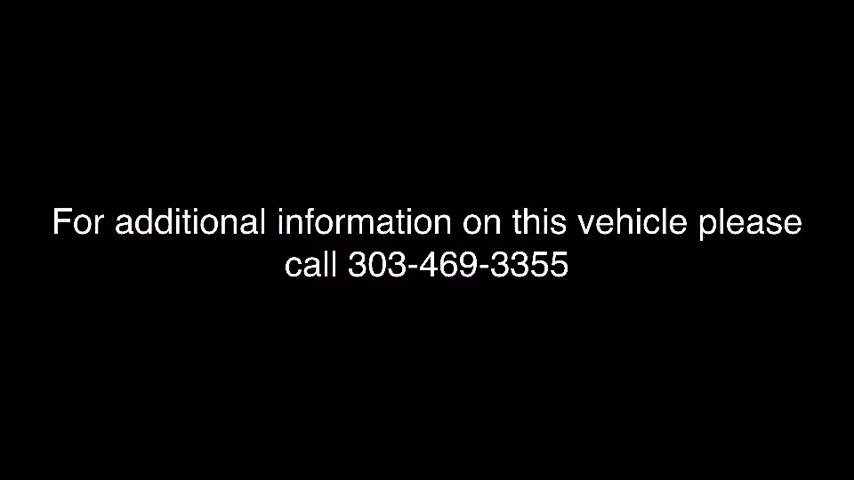 For additional information on this vehicle please
call 303-469-3355